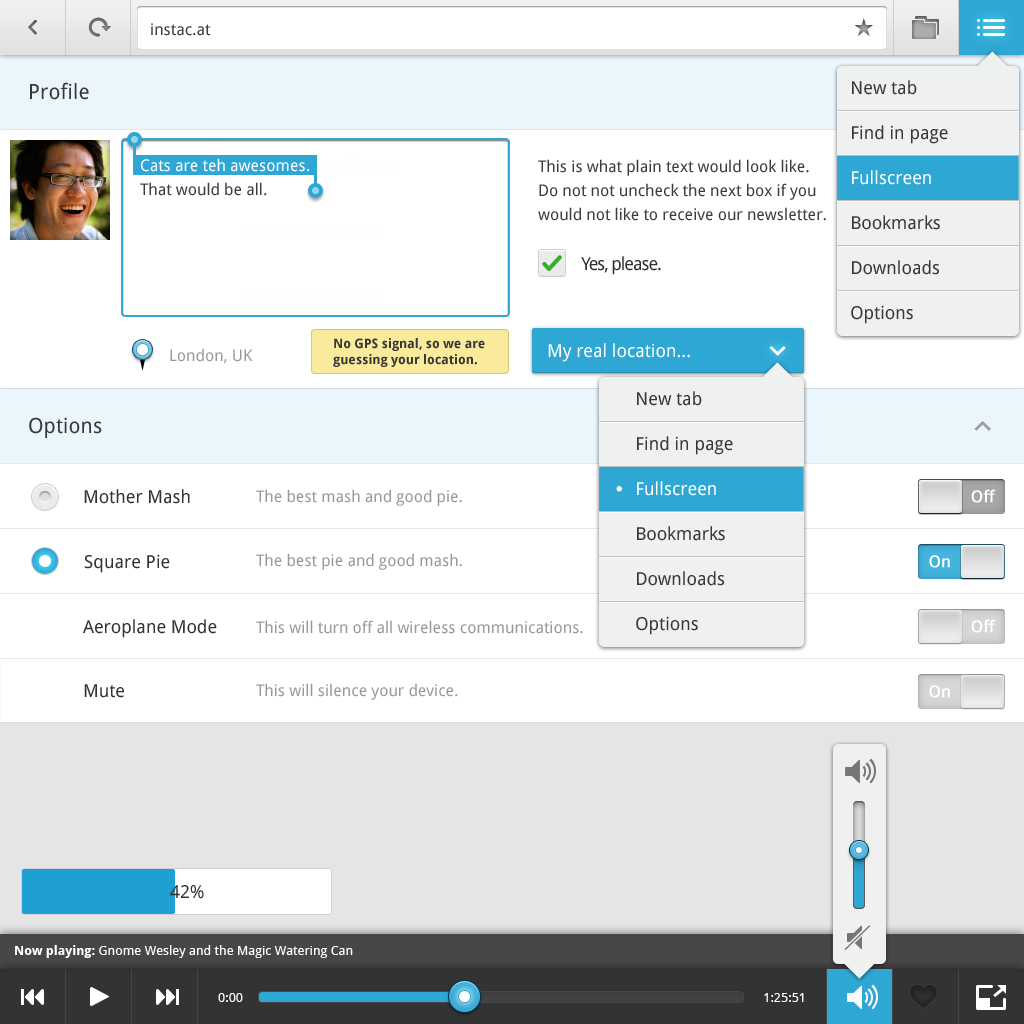 instac.at
Profile
New tab
Find in page
Fullscreen
Bookmarks
Downloads
Options
Cats are teh awesomes.
That would be all.
This is what plain text would look like.
Do not not uncheck the next box if you
would not like to receive our newsletter.
Yes, please.
London, UK
No GPS signal, so we are
guessing your location.
My real location...
New tab
Find in page
• Fullscreen
Bookmarks
Downloads
Options
Options
Mother Mash The best mash and good pie. Off
Square Pie The best pie and good mash. On
Aeroplane Mode This will turn off all wireless communications. Off
Mute This will silence your device. On
42%
Now playing: Gnome Wesley and the Magic Watering Can
0:00 1:25:51